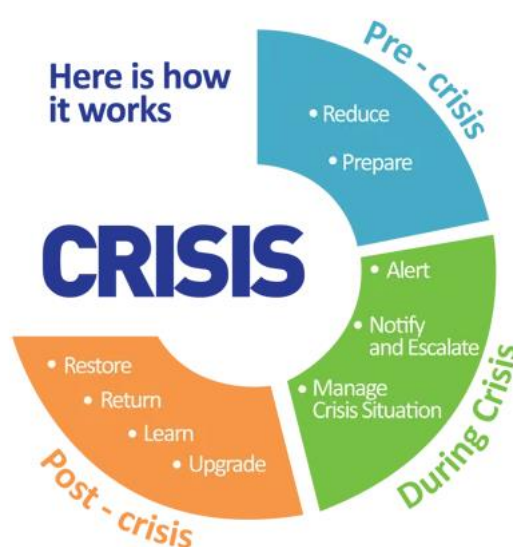 Here is how
it works
CRISIS
Pre - crisis
• Reduce
• Prepare
During Crisis
• Alert
• Notify
and Escalate
• Manage
Crisis Situation
Post - crisis
• Restore
• Return
• Learn
• Upgrade